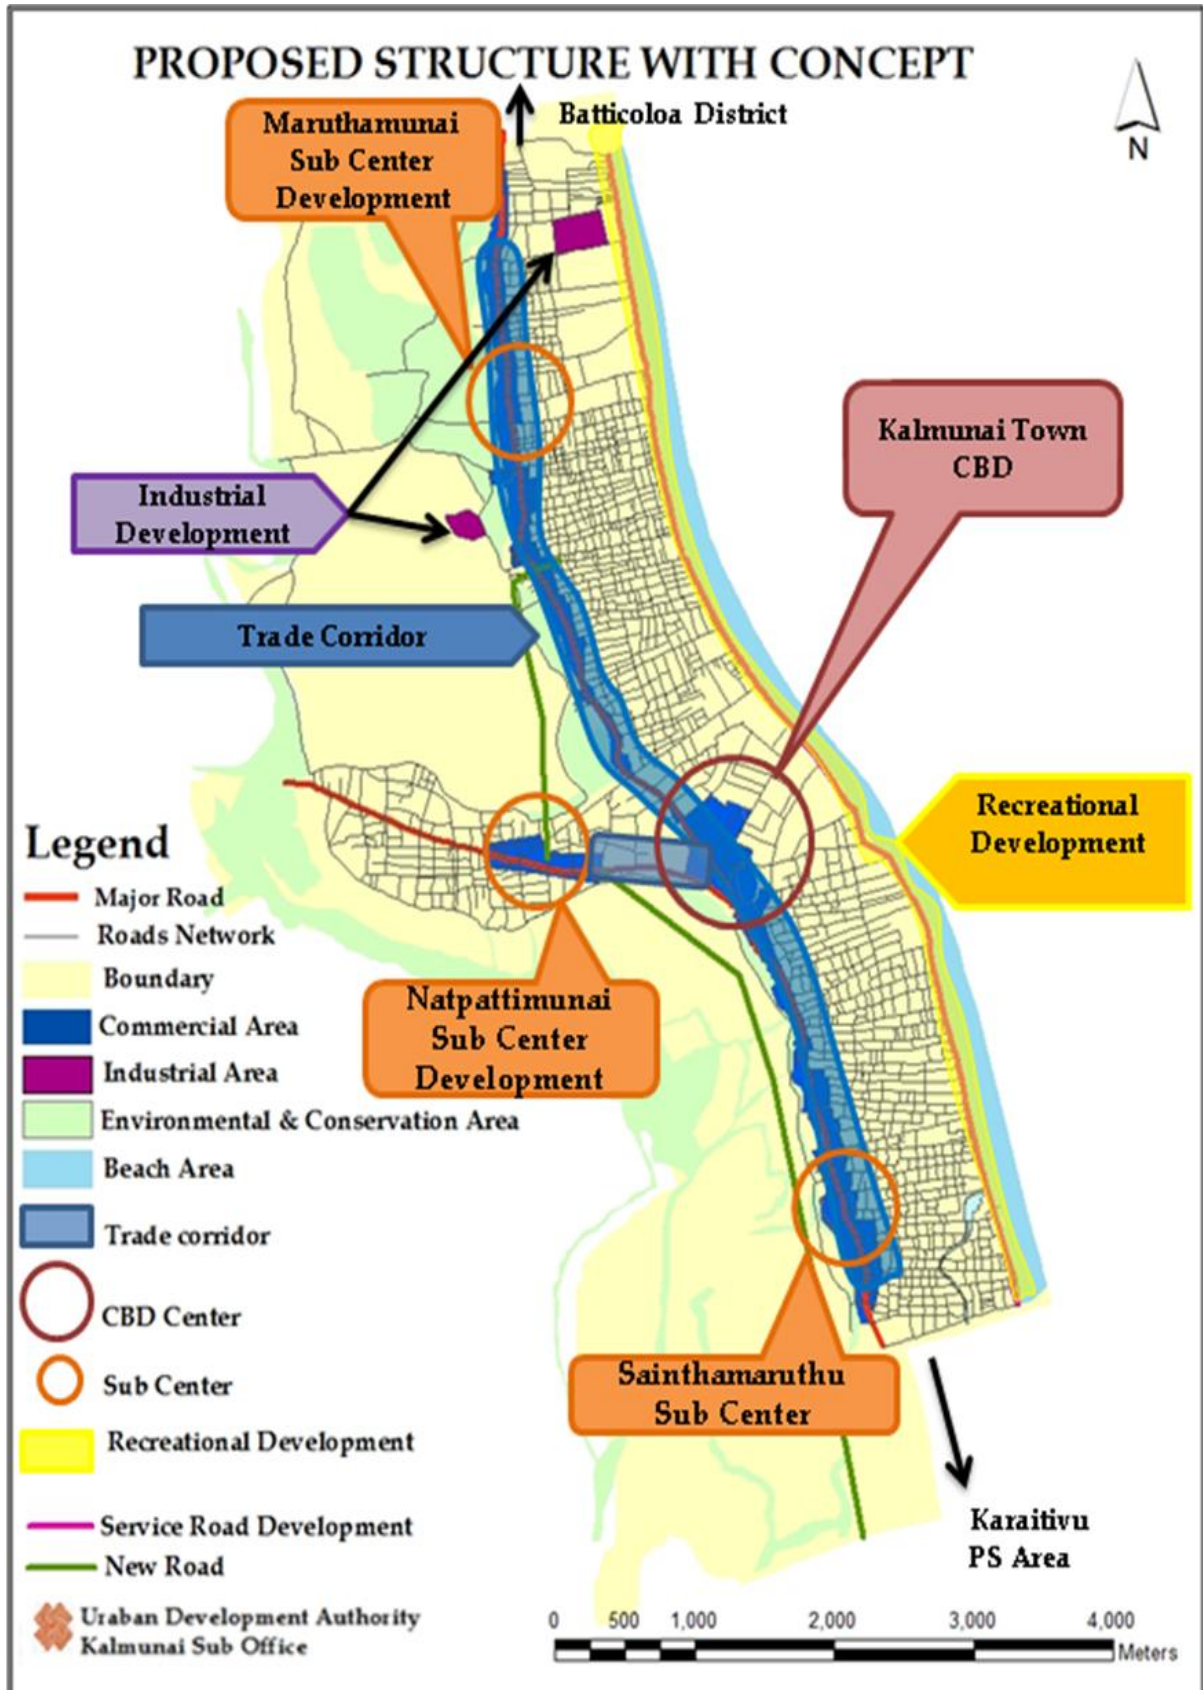 PROPOSED STRUCTURE WITH CONCEPT
Batticoloa District
N
Maruthamunai
Sub Center
Development
Kalmunai Town
CBD
Industrial
Development
Trade Corridor
Recreational
Development
Natpattimunai
Sub Center
Development
Sainthamaruthu
Sub Center
Karaitivu
PS Area
Legend
Major Road
Roads Network
Boundary
Commercial Area
Industrial Area
Environmental & Conservation Area
Beach Area
Trade corridor
CBD Center
Sub Center
Recreational Development
Service Road Development
New Road
Uraban Development Authority
Kalmunai Sub Office
0 500 1,000 2,000 3,000 4,000
Meters